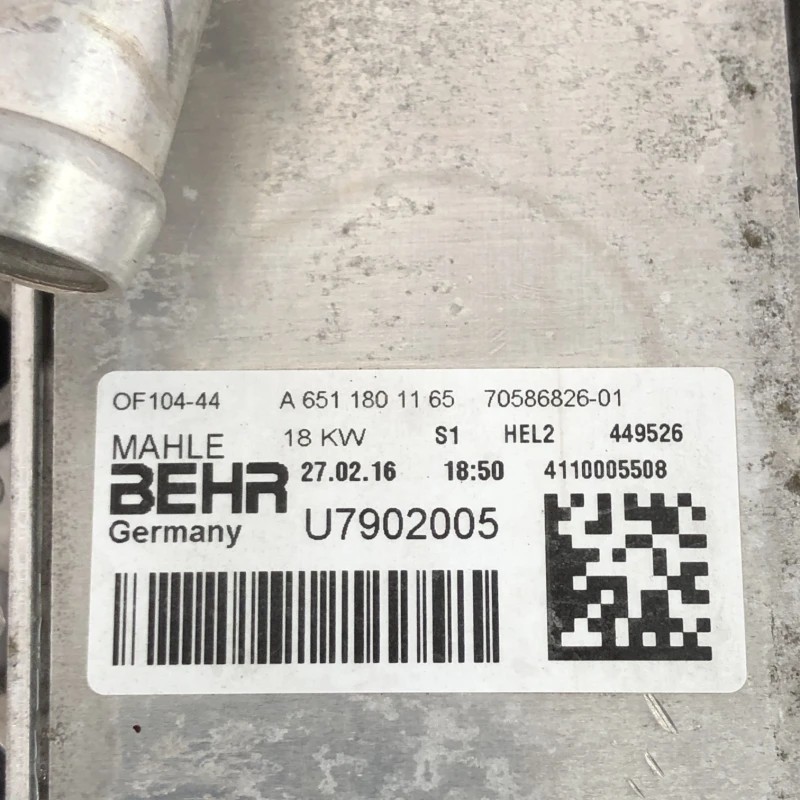 OF104-44 A 651 180 11 65 70586826-01
MAHLE 18 KW S1 HEL2 449526
BEHR 27.02.16 18:50 4110005508
Germany U7902005